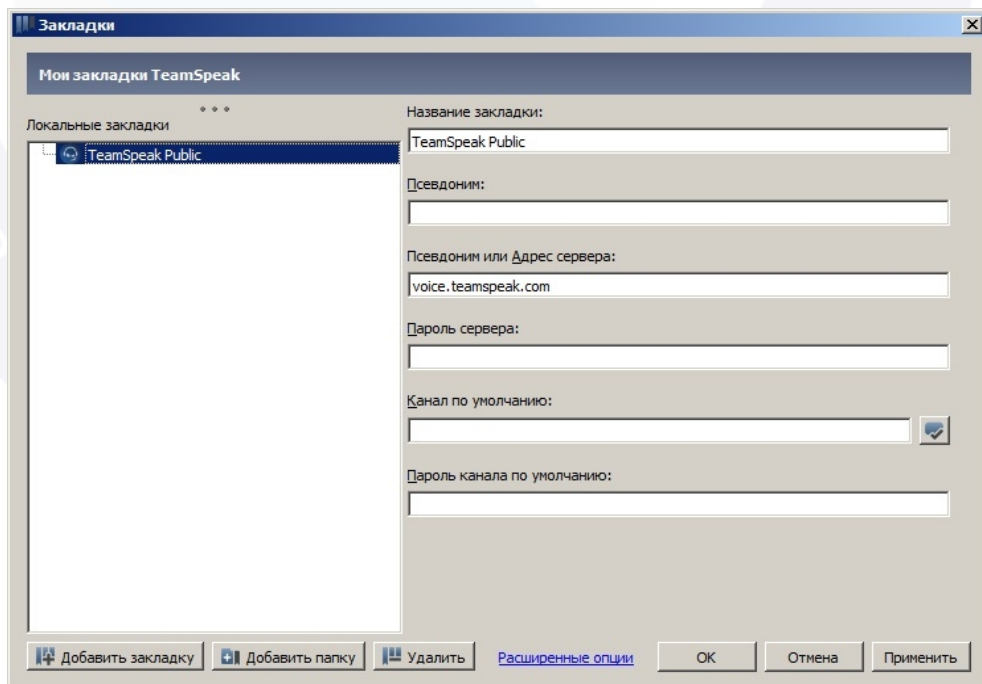 Закладки
Мои закладки TeamSpeak
Локальные закладки
TeamSpeak Public
Название закладки:
TeamSpeak Public
Псевдоним:
Псевдоним или Адрес сервера:
voice.teamspeak.com
Пароль сервера:
Канал по умолчанию:
Пароль канала по умолчанию:
Добавить закладку Добавить папку Удалить Расширенные опции OK Отмена Применить